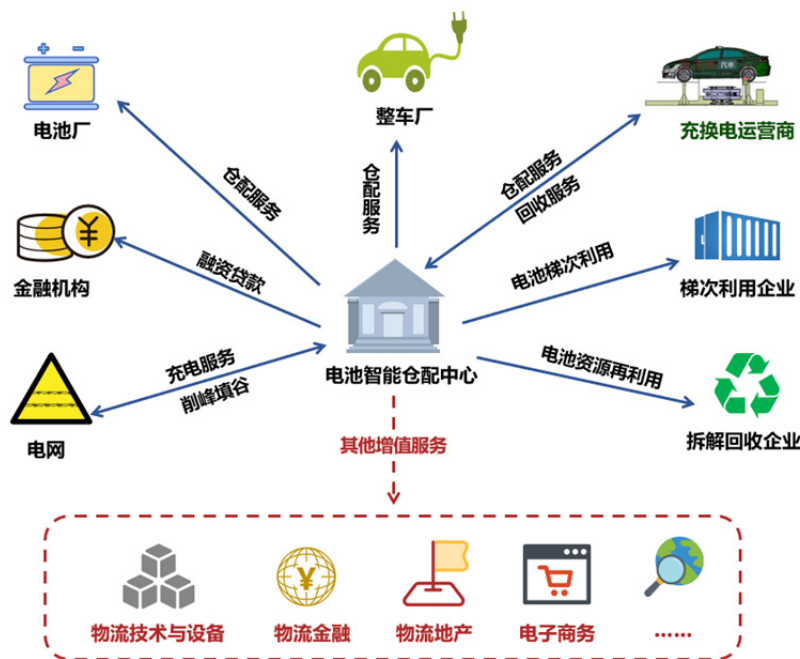 电池厂
整车厂
汽車
充换电运营商
仓配服务
仓配服务
仓配服务
回收服务
¥
金融机构
融资贷款
电池梯次利用
梯次利用企业
充电服务
削峰填谷
电网
电池智能仓配中心
电池资源再利用
拆解回收企业
其他增值服务
¥
物流技术与设备
物流金融
物流地产
电子商务
……